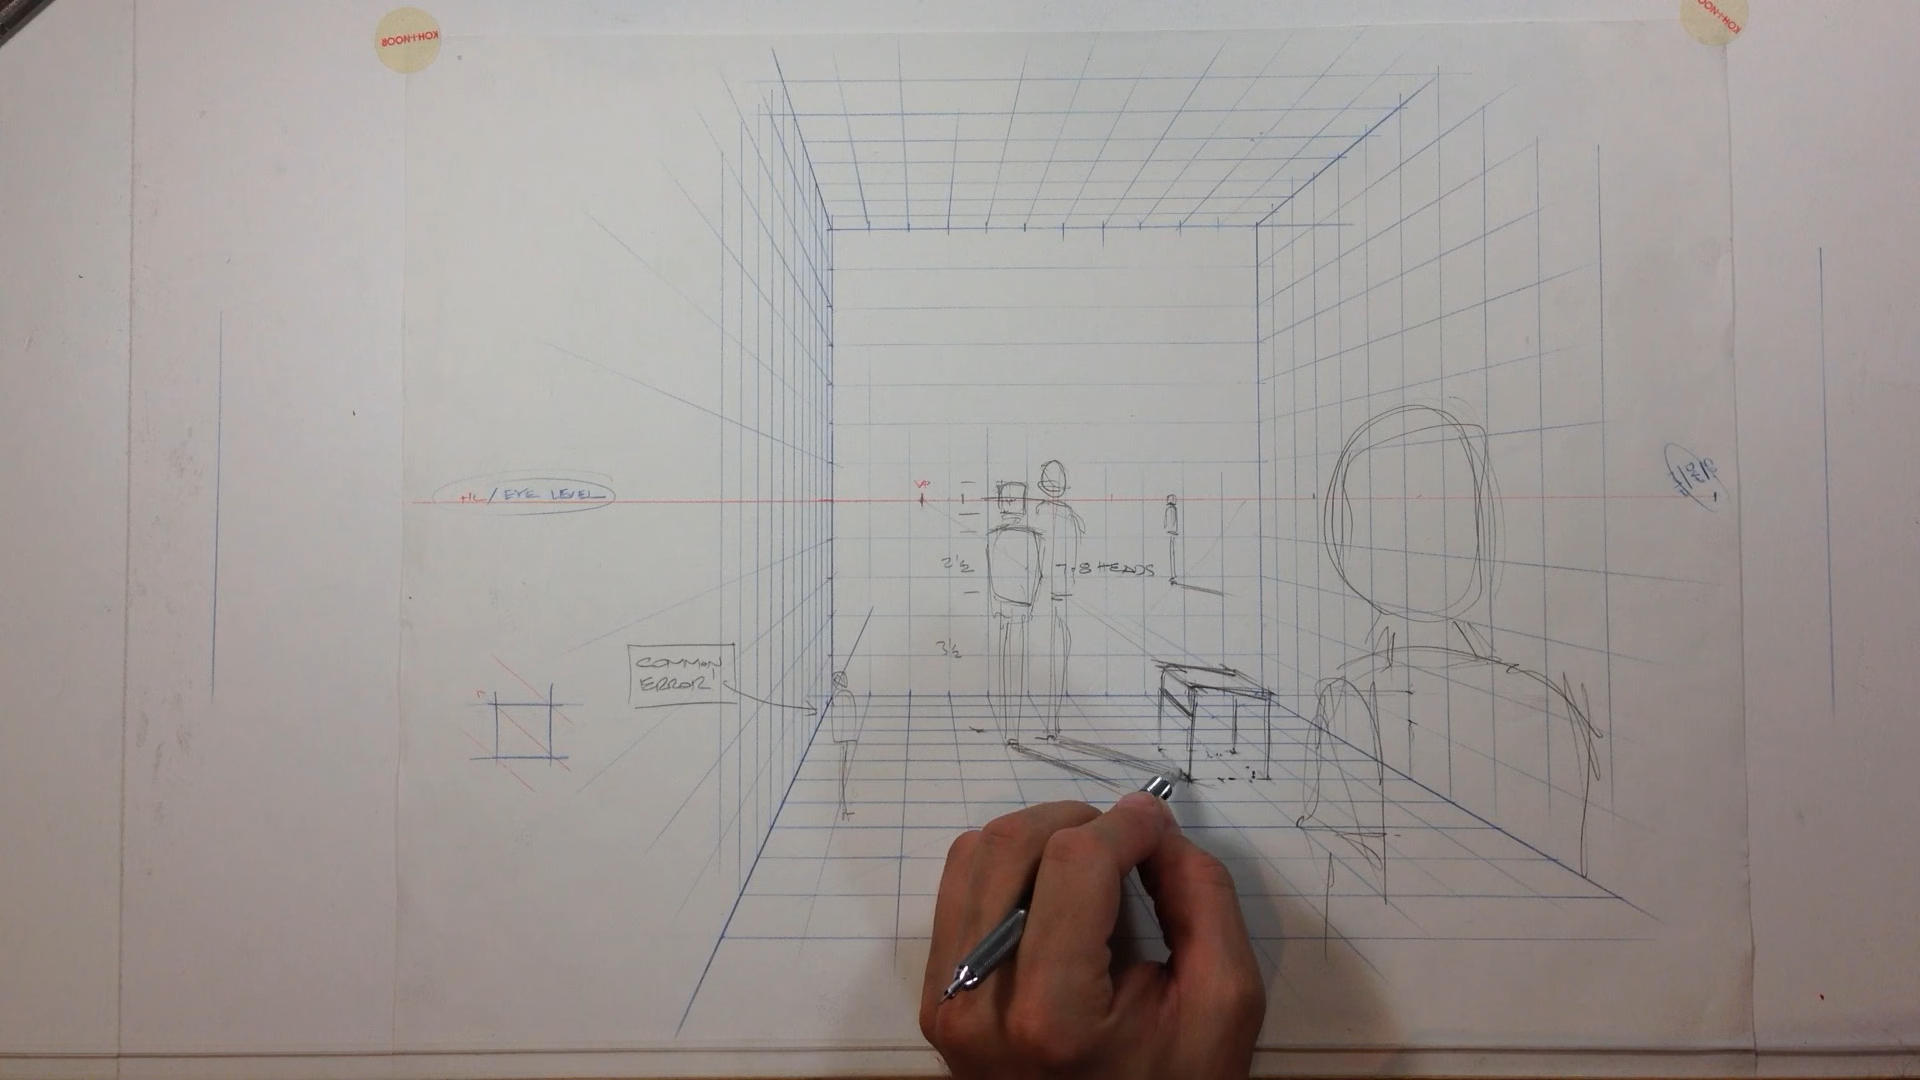 KOH-I-NOOR
KOH-I-NOOR
HL/ EYE LEVEL
VP
2½
7-8 HEADS
3½
COMMON
ERROR!